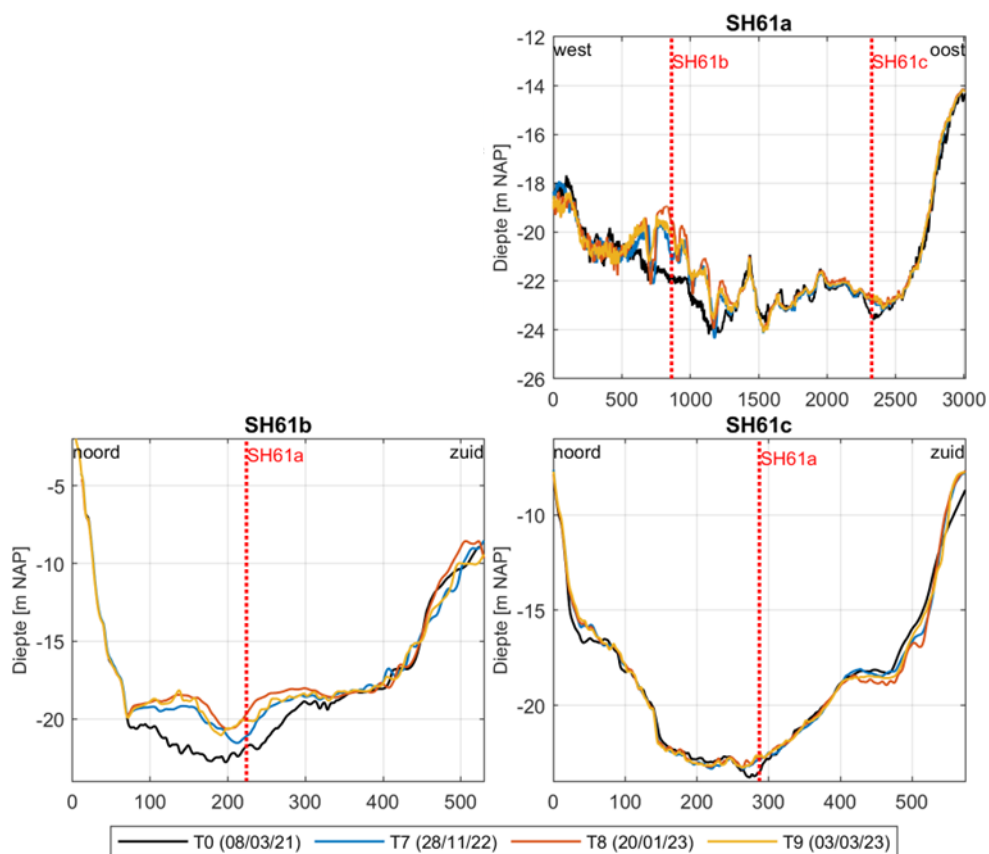 SH61a
-12
-14
-16
-18
-20
-22
-24
-26
Diepte [m NAP]
west
SH61b
SH61c
oost
0 500 1000 1500 2000 2500 3000
SH61b
-5
-10
-15
-20
Diepte [m NAP]
noord
SH61a
zuid
0 100 200 300 400 500
SH61c
-10
-15
-20
Diepte [m NAP]
noord
SH61a
zuid
0 100 200 300 400 500
T0 (08/03/21) T7 (28/11/22) T8 (20/01/23) T9 (03/03/23)